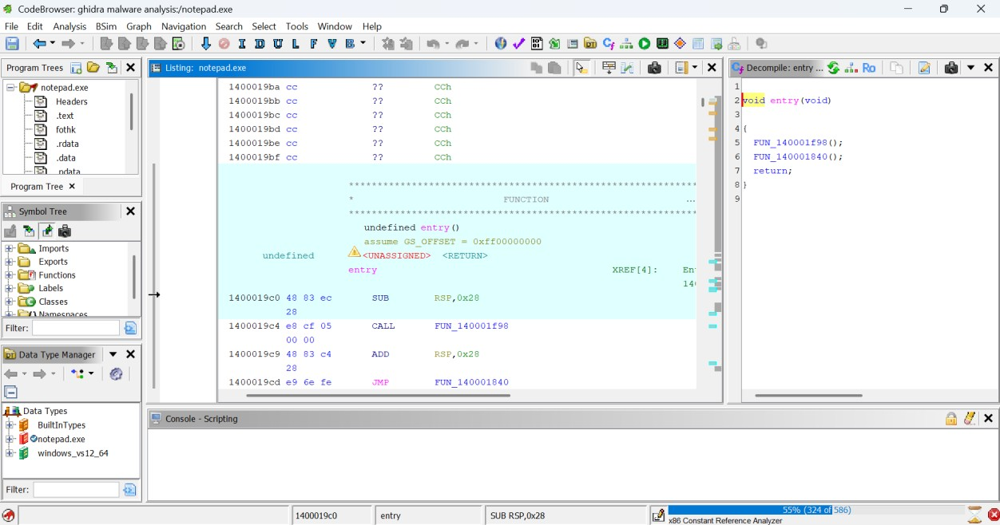 CodeBrowser: ghidra malware analysis:/notepad.exe
File Edit Analysis BSim Graph Navigation Search Select Tools Window Help
I D U L F V B
Program Trees
notepad.exe
Headers
.text
fothk
.rdata
.data
.pdata
Program Tree
Symbol Tree
Imports
Exports
Functions
Labels
Classes
Namespaces
Filter:
Data Type Manager
Data Types
BuiltInTypes
notepad.exe
windows_vs12_64
Filter:
Listing: notepad.exe
1400019ba cc ?? CCh
1400019bb cc ?? CCh
1400019bc cc ?? CCh
1400019bd cc ?? CCh
1400019be cc ?? CCh
1400019bf cc ?? CCh
* FUNCTION ...
undefined entry()
assume GS_OFFSET = 0xff00000000
undefined <UNASSIGNED> <RETURN>
entry XREF[4]: En
14
1400019c0 48 83 ec SUB RSP,0x28
28
1400019c4 e8 cf 05 CALL FUN_140001f98
00 00
1400019c9 48 83 c4 ADD RSP,0x28
28
1400019cd e9 6e fe JMP FUN_140001840
Decompile: entry ...
Ro
1
2 void entry(void)
3
4 {
5 FUN_140001f98();
6 FUN_140001840();
7 return;
8 }
9
Console - Scripting
1400019c0
entry
SUB RSP,0x28
55% (324 of 586)
x86 Constant Reference Analyzer